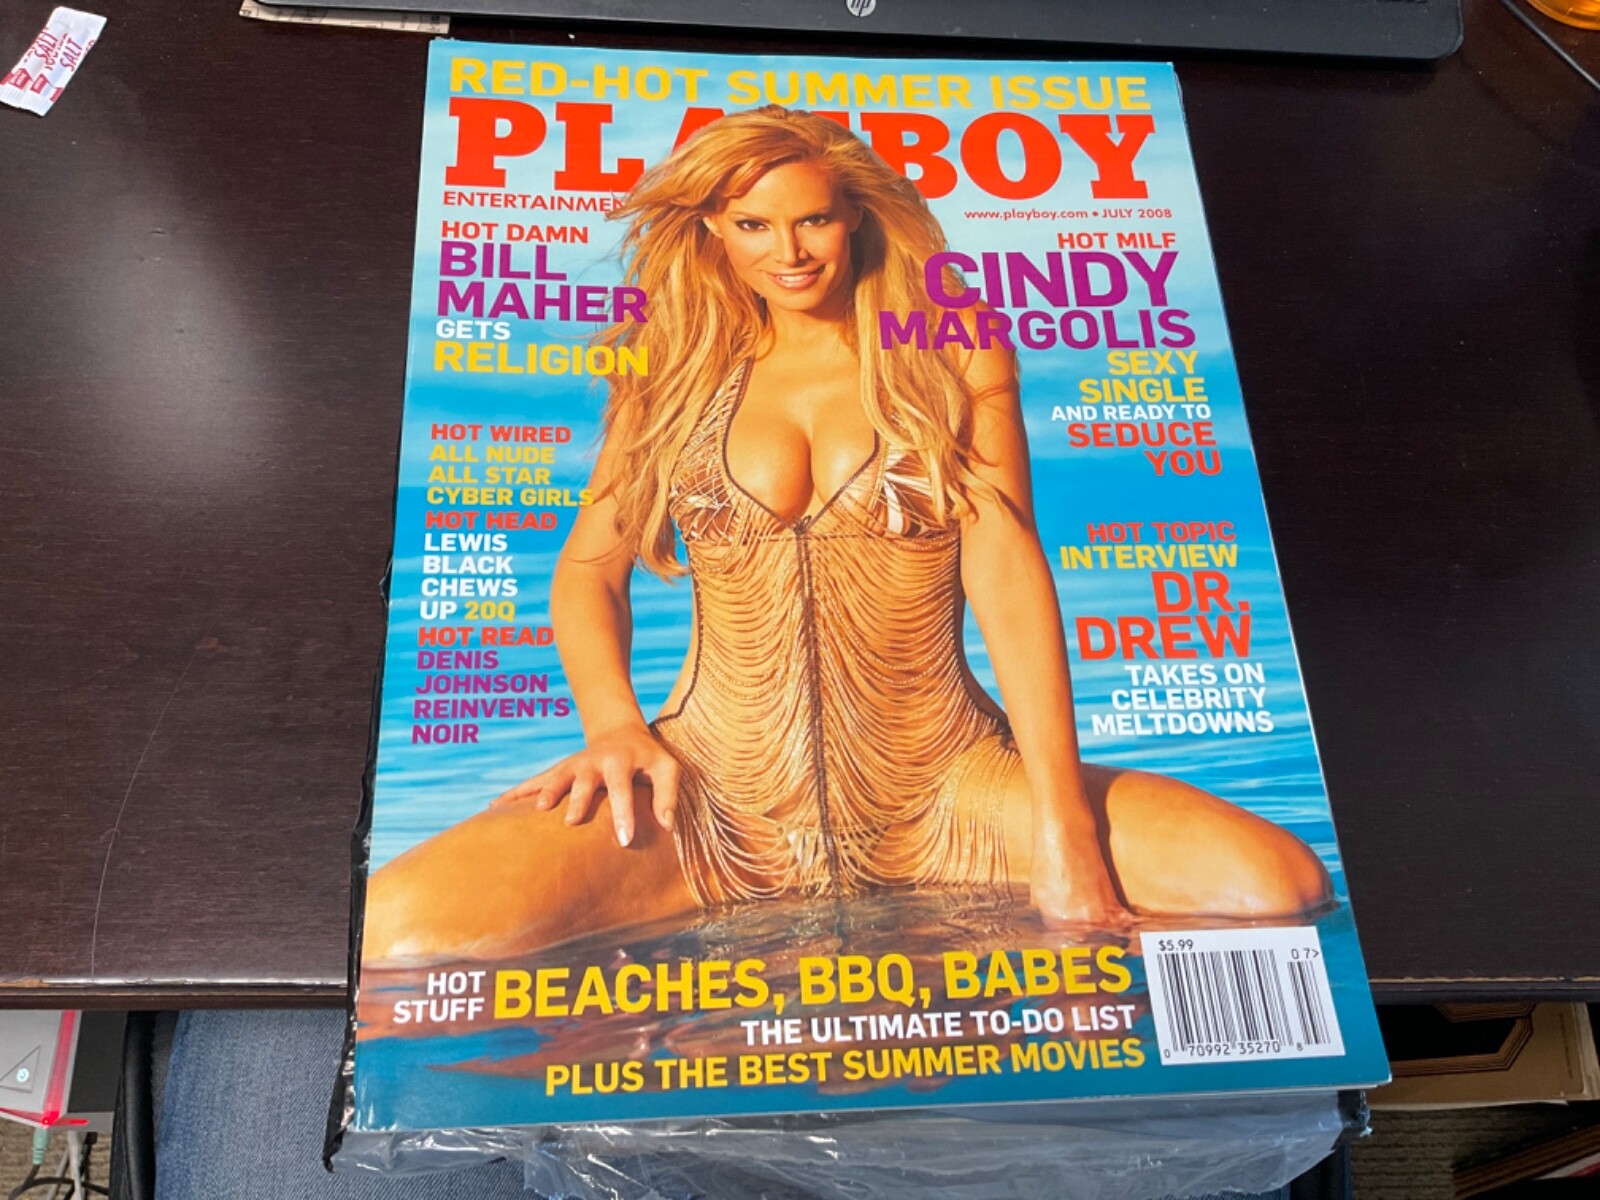 RED-HOT SUMMER ISSUE
PLAYBOY
ENTERTAINMEN
www.playboy.com • JULY 2008
HOT DAMN
BILL
MAHER
GETS
RELIGION
HOT MILF
CINDY
MARGOLIS
SEXY
SINGLE
AND READY TO
SEDUCE
YOU
HOT WIRED
ALL NUDE
ALL STAR
CYBER GIRLS
HOT HEAD
LEWIS
BLACK
CHEWS
UP 20Q
HOT READ
DENIS
JOHNSON
REINVENTS
NOIR
HOT TOPIC
INTERVIEW
DR.
DREW
TAKES ON
CELEBRITY
MELTDOWNS
HOT
STUFF
BEACHES, BBQ, BABES
THE ULTIMATE TO-DO LIST
PLUS THE BEST SUMMER MOVIES
$5.99
07>
0 70992 35270 8
SALT
SALT
hp